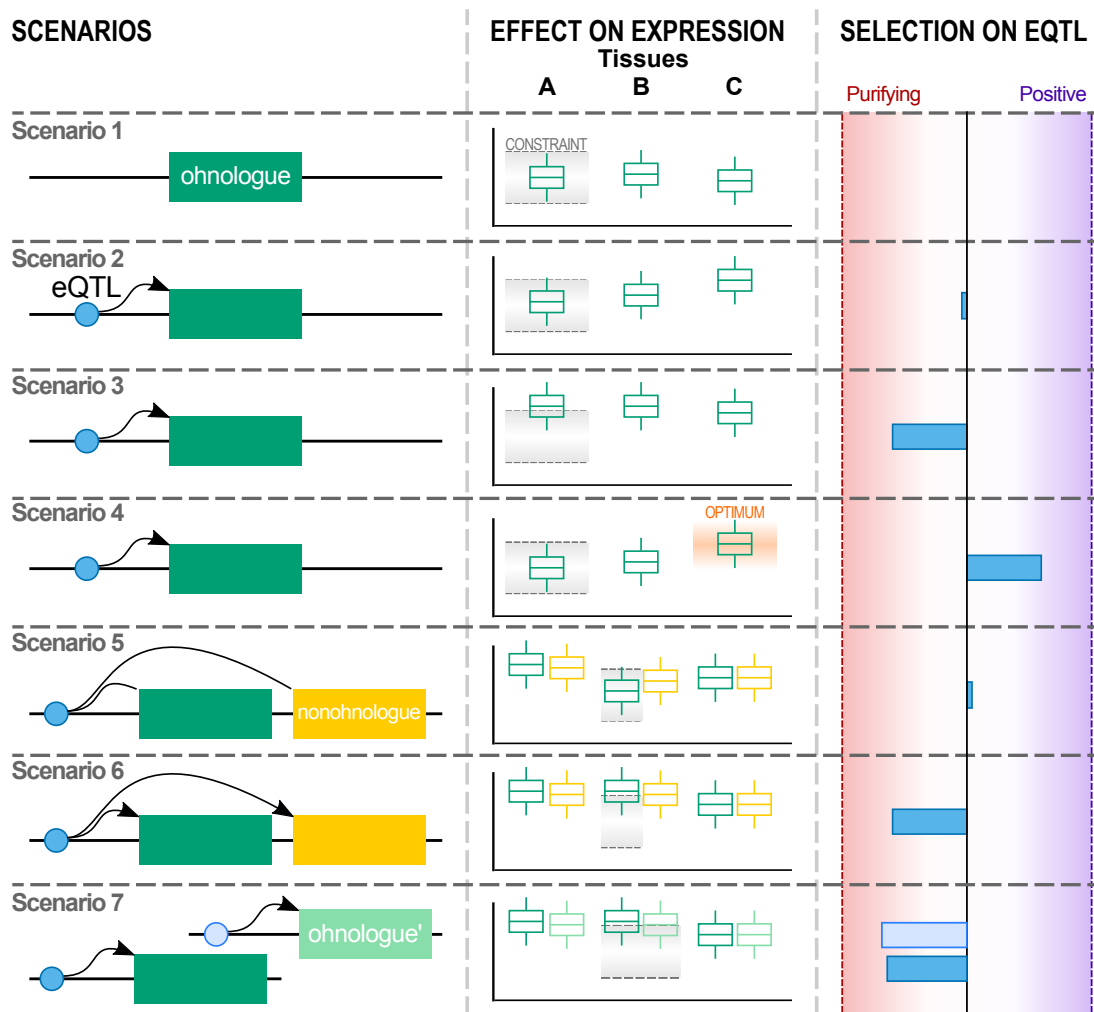 SCENARIOS
EFFECT ON EXPRESSION
SELECTION ON EQTL
Tissues
A B C
Purifying Positive
Scenario 1
CONSTRAINT
ohnologue
Scenario 2
eQTL
Scenario 3
Scenario 4
OPTIMUM
Scenario 5
nonohnologue
Scenario 6
Scenario 7
ohnologue'